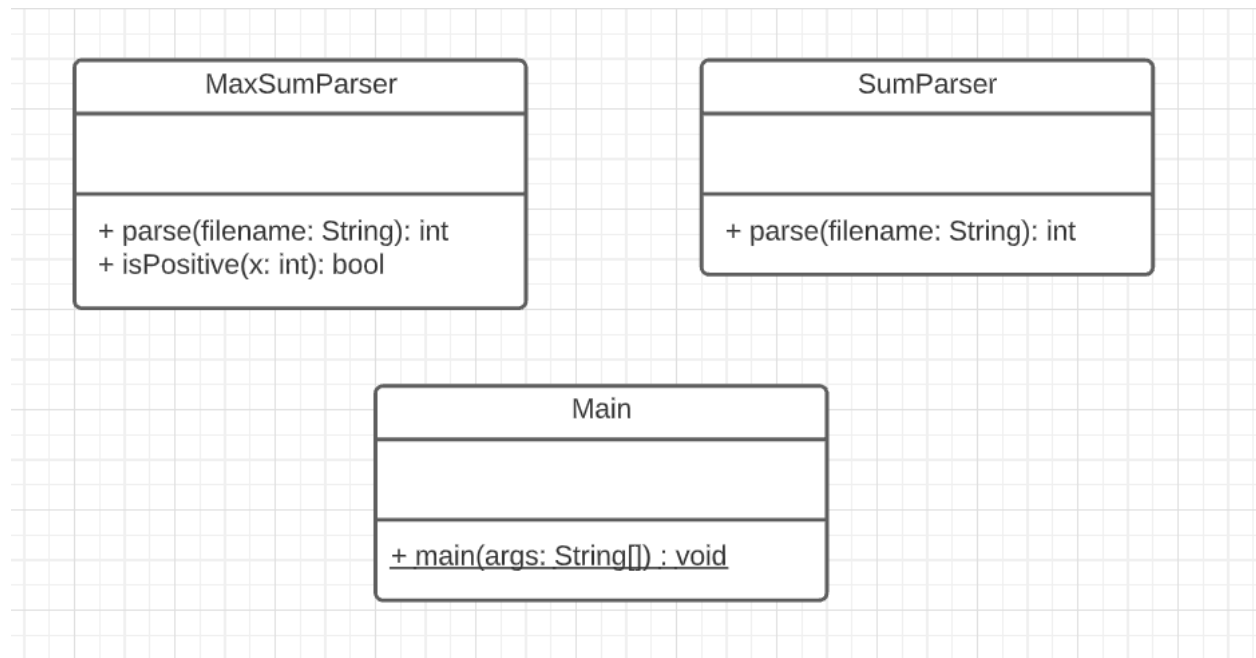 MaxSumParser
+ parse(filename: String): int
+ isPositive(x: int): bool
SumParser
+ parse(filename: String): int
Main
+ main(args: String[]) : void